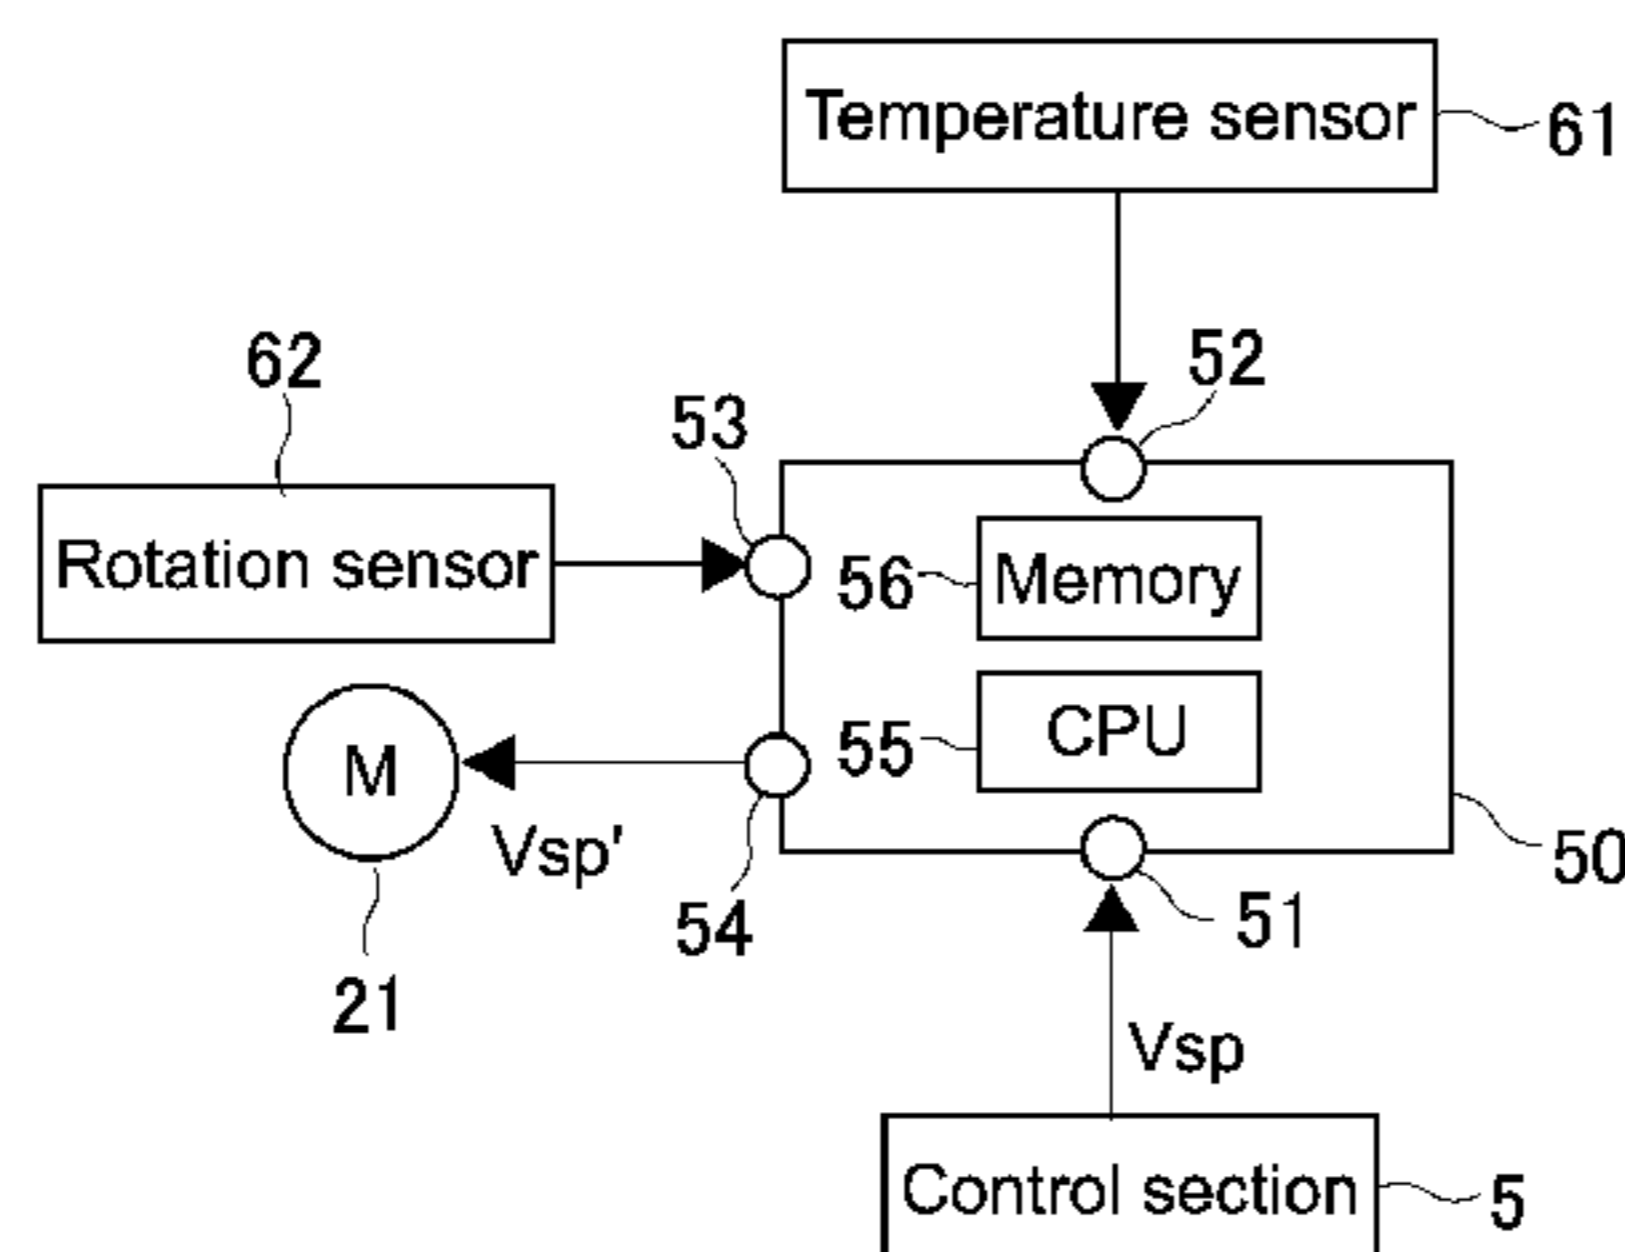 Temperature sensor
61
62
53
52
Rotation sensor
56
Memory
55
CPU
M
Vsp'
54
50
51
21
Vsp
Control section
5